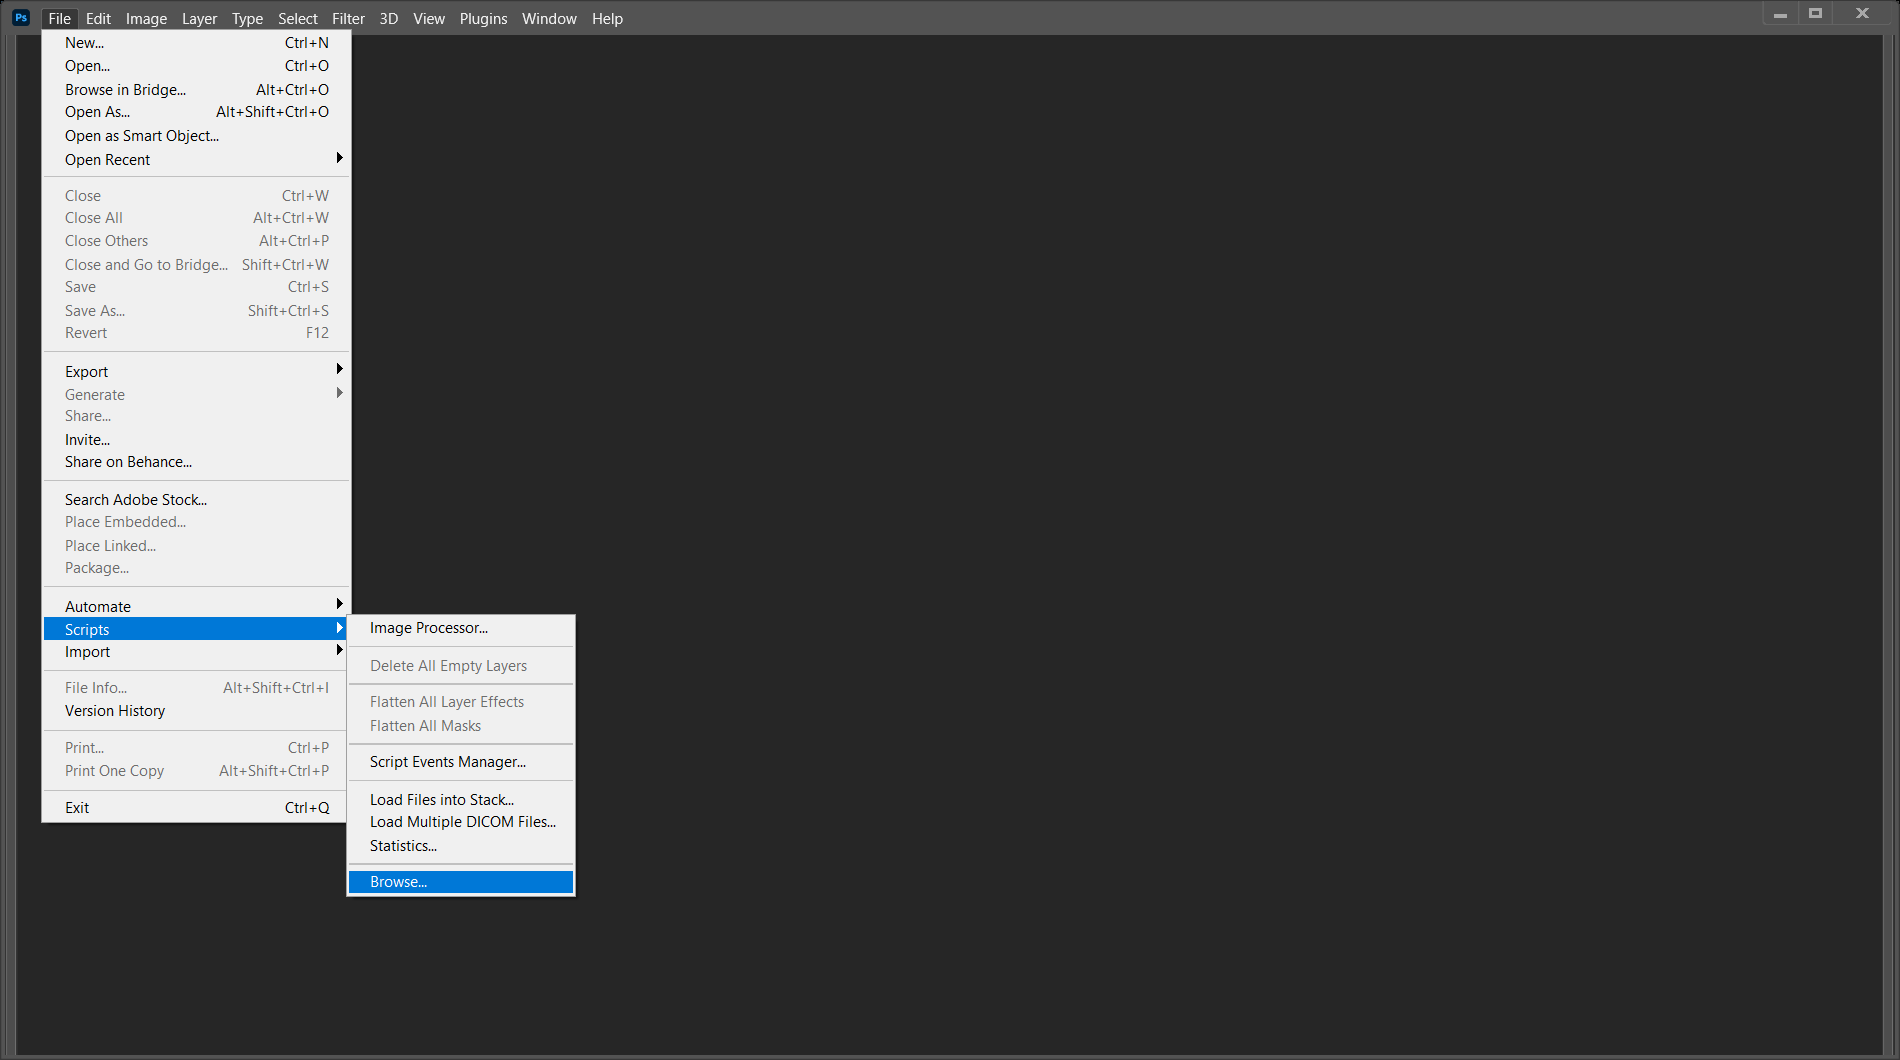 Ps File Edit Image Layer Type Select Filter 3D View Plugins Window Help
New... Ctrl+N
Open... Ctrl+O
Browse in Bridge... Alt+Ctrl+O
Open As... Alt+Shift+Ctrl+O
Open as Smart Object...
Open Recent
Close Ctrl+W
Close All Alt+Ctrl+W
Close Others Alt+Ctrl+P
Close and Go to Bridge... Shift+Ctrl+W
Save Ctrl+S
Save As... Shift+Ctrl+S
Revert F12
Export
Generate
Share...
Invite...
Share on Behance...
Search Adobe Stock...
Place Embedded...
Place Linked...
Package...
Automate
Scripts
Import
File Info... Alt+Shift+Ctrl+I
Version History
Print... Ctrl+P
Print One Copy Alt+Shift+Ctrl+P
Exit Ctrl+Q
Image Processor...
Delete All Empty Layers
Flatten All Layer Effects
Flatten All Masks
Script Events Manager...
Load Files into Stack...
Load Multiple DICOM Files...
Statistics...
Browse...